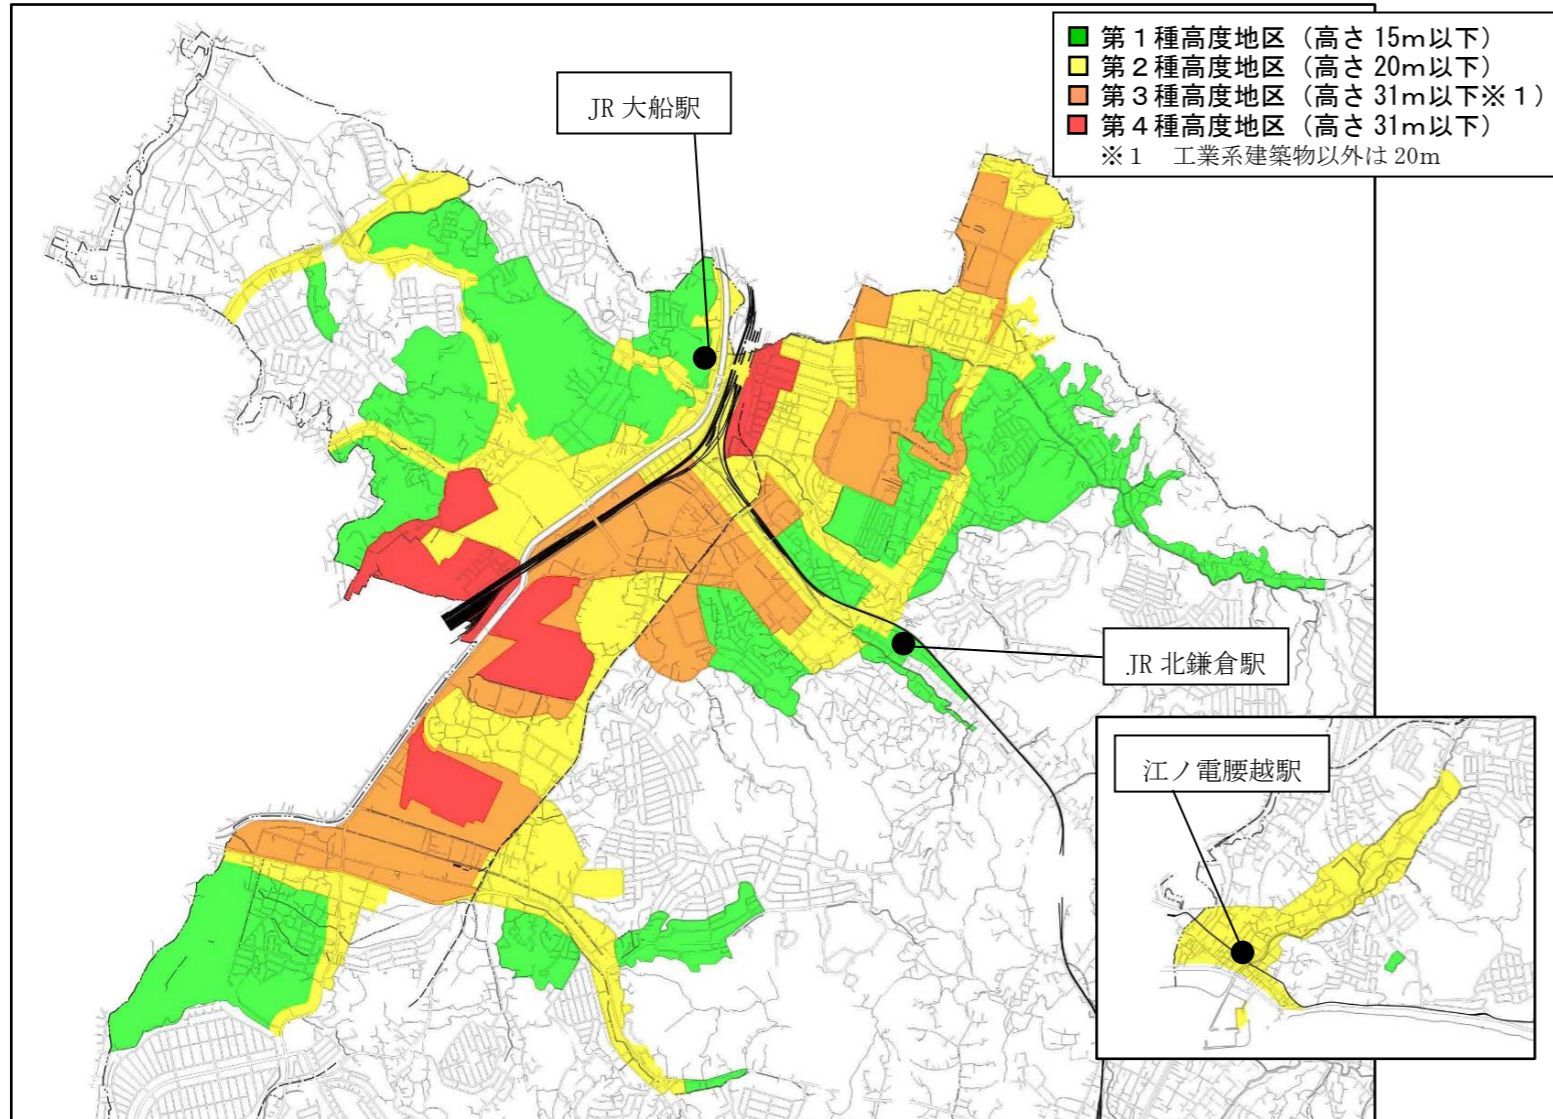 第1種高度地区（高さ 15m以下）
第2種高度地区（高さ 20m以下）
第3種高度地区（高さ 31m以下※1）
第4種高度地区（高さ 31m以下）
※1　工業系建築物以外は 20m
JR 大船駅
JR 北鎌倉駅
江ノ電腰越駅